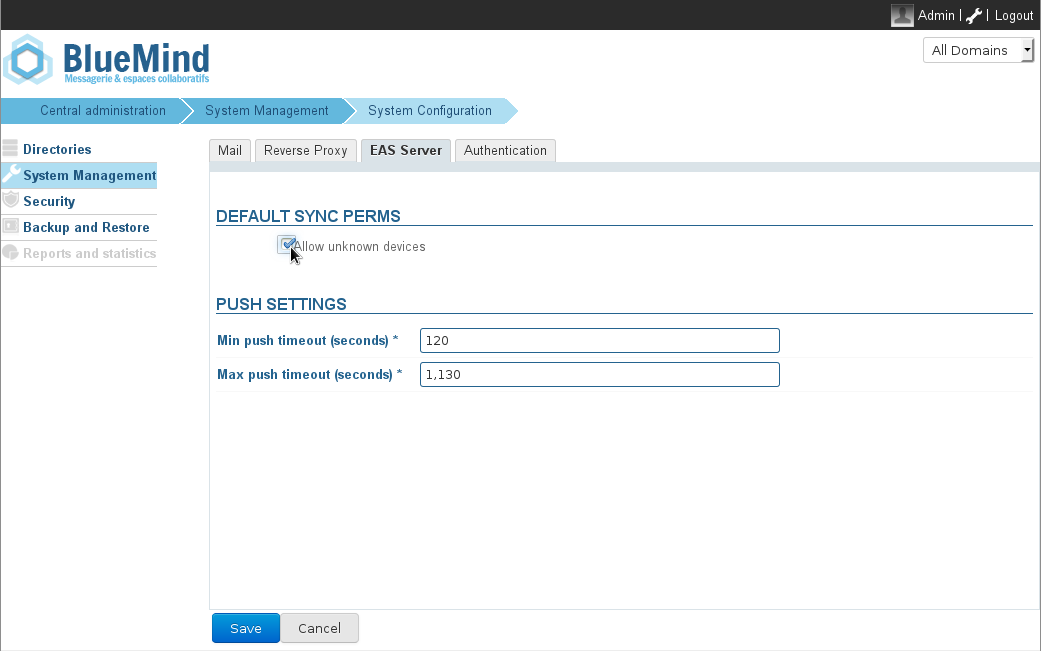 Admin | | Logout
BlueMind
Messagerie & espaces collaboratifs
All Domains
Central administration System Management System Configuration
Directories
System Management
Security
Backup and Restore
Reports and statistics
Mail Reverse Proxy EAS Server Authentication
DEFAULT SYNC PERMS
Allow unknown devices
PUSH SETTINGS
Min push timeout (seconds) * 120
Max push timeout (seconds) * 1,130
Save Cancel